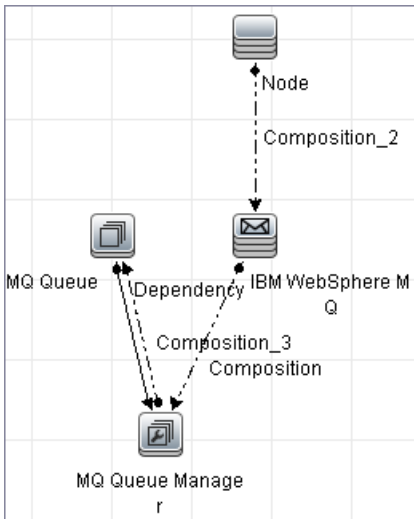 Node
Composition_2
MQ Queue
Dependency
IBM WebSphere M
Q
Composition_3
Composition
MQ Queue Manage
r